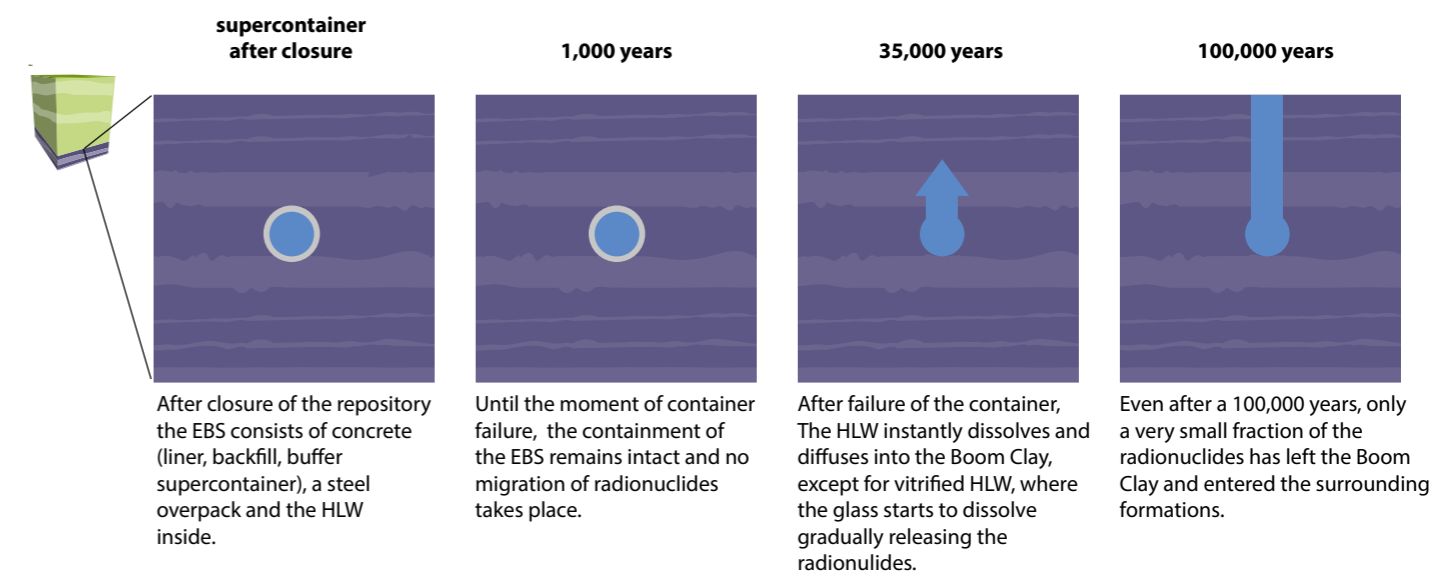 supercontainer
after closure
1,000 years
35,000 years
100,000 years
After closure of the repository
the EBS consists of concrete
(liner, backfill, buffer
supercontainer), a steel
overpack and the HLW
inside.
Until the moment of container
failure, the containment of
the EBS remains intact and no
migration of radionuclides
takes place.
After failure of the container,
The HLW instantly dissolves and
diffuses into the Boom Clay,
except for vitrified HLW, where
the glass starts to dissolve
gradually releasing the
radionulides.
Even after a 100,000 years, only
a very small fraction of the
radionuclides has left the Boom
Clay and entered the surrounding
formations.